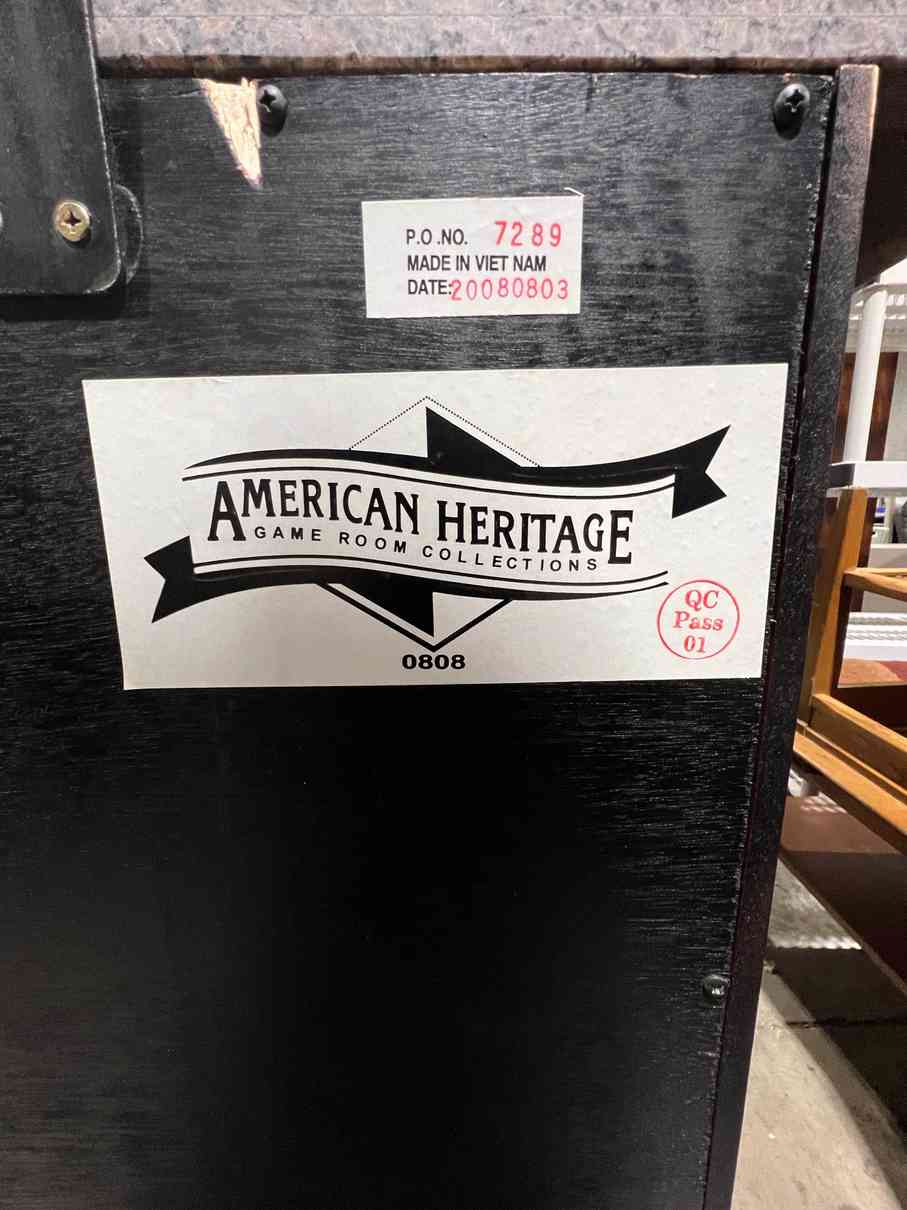 P.O .NO. 7289
MADE IN VIET NAM
DATE:20080803
AMERICAN HERITAGE
GAME ROOM COLLECTIONS
0808
QC
Pass
01